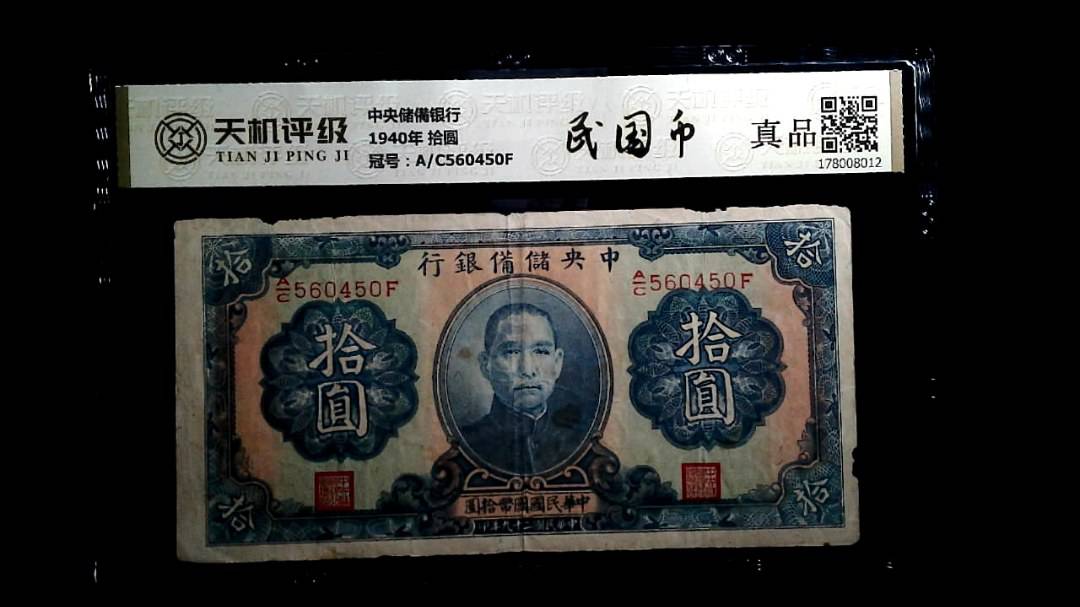 天机评级
TIAN JI PING JI
中央储備银行
1940年 拾圆
冠号：A/C560450F
民国币
真品
178008012
拾
拾
行銀備儲央中
A/C560450F
A/C560450F
拾圓
拾圓
圓拾幣國國民華中
拾
拾